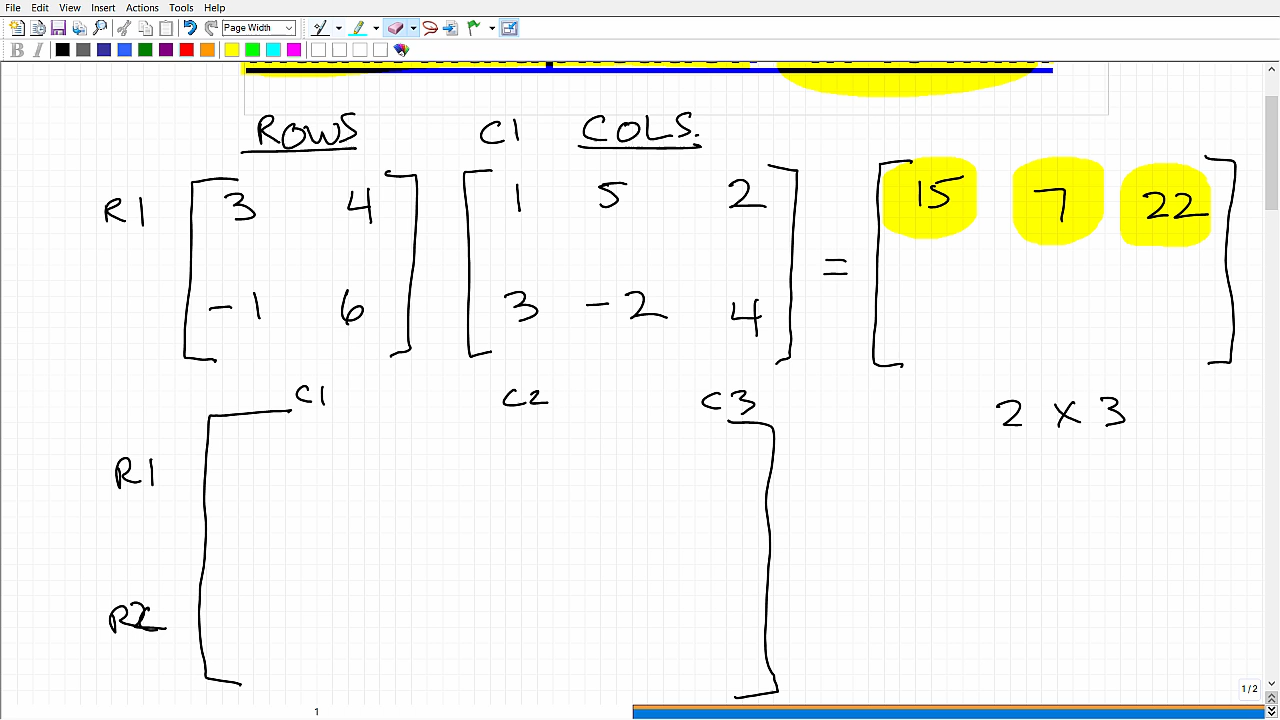 File Edit View Insert Actions Tools Help
Page Width
B I
ROWS C1 COLS.
R1 3 4 1 5 2 = 15 7 22
-1 6 3 -2 4
C1 C2 C3 2 x 3
R1
R2
1/2
1